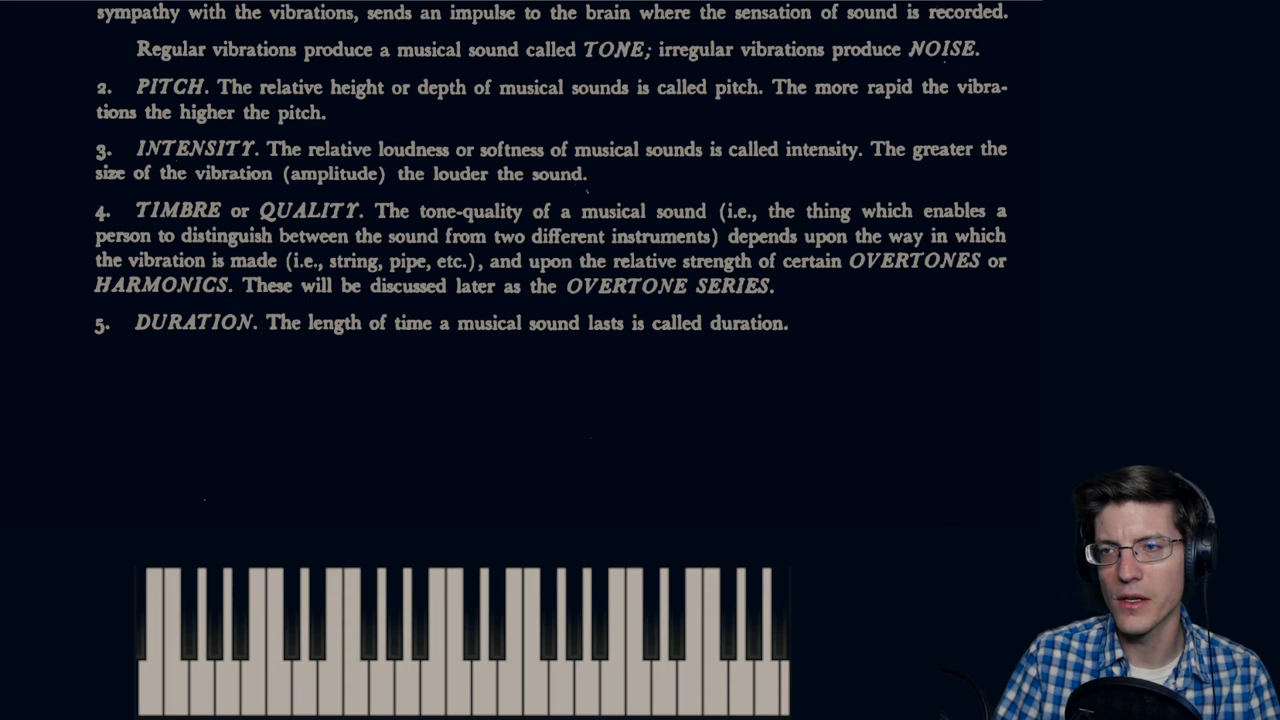 sympathy with the vibrations, sends an impulse to the brain where the sensation of sound is recorded.
Regular vibrations produce a musical sound called TONE; irregular vibrations produce NOISE.
2. PITCH. The relative height or depth of musical sounds is called pitch. The more rapid the vibra-
tions the higher the pitch.
3. INTENSITY. The relative loudness or softness of musical sounds is called intensity. The greater the
size of the vibration (amplitude) the louder the sound.
4. TIMBRE or QUALITY. The tone-quality of a musical sound (i.e., the thing which enables a
person to distinguish between the sound from two different instruments) depends upon the way in which
the vibration is made (i.e., string, pipe, etc.), and upon the relative strength of certain OVERTONES or
HARMONICS. These will be discussed later as the OVERTONE SERIES.
5. DURATION. The length of time a musical sound lasts is called duration.